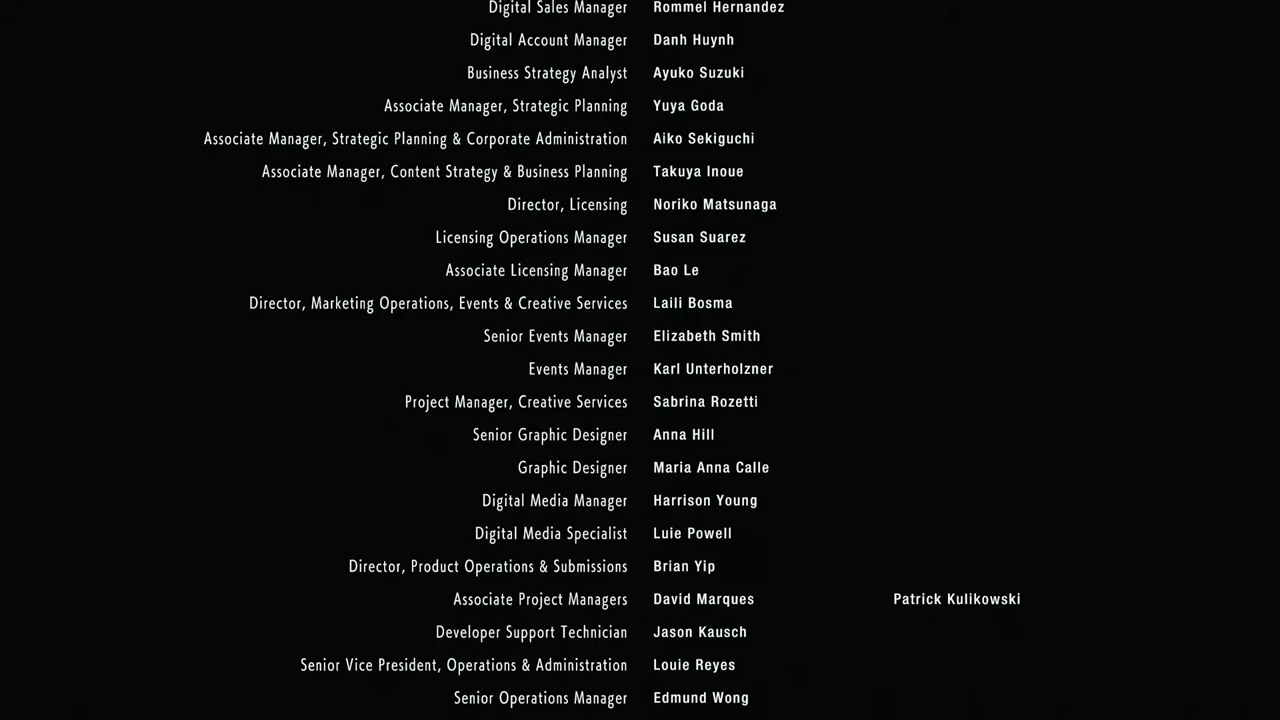 Digital Sales Manager Rommel Hernandez
Digital Account Manager Danh Huynh
Business Strategy Analyst Ayuko Suzuki
Associate Manager, Strategic Planning Yuya Goda
Associate Manager, Strategic Planning & Corporate Administration Aiko Sekiguchi
Associate Manager, Content Strategy & Business Planning Takuya Inoue
Director, Licensing Noriko Matsunaga
Licensing Operations Manager Susan Suarez
Associate Licensing Manager Bao Le
Director, Marketing Operations, Events & Creative Services Laili Bosma
Senior Events Manager Elizabeth Smith
Events Manager Karl Unterholzner
Project Manager, Creative Services Sabrina Rozetti
Senior Graphic Designer Anna Hill
Graphic Designer Maria Anna Calle
Digital Media Manager Harrison Young
Digital Media Specialist Luie Powell
Director, Product Operations & Submissions Brian Yip
Associate Project Managers David Marques Patrick Kulikowski
Developer Support Technician Jason Kausch
Senior Vice President, Operations & Administration Louie Reyes
Senior Operations Manager Edmund Wong